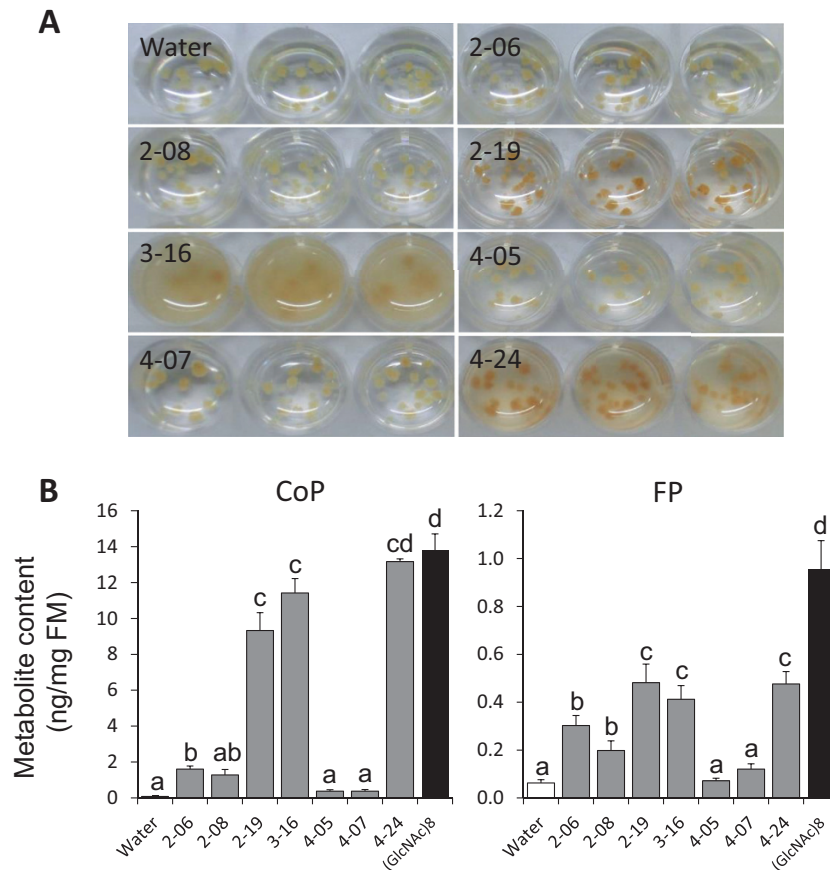 A
Water
2-06
2-08
2-19
3-16
4-05
4-07
4-24
B
CoP
FP
Metabolite content
(ng/mg FM)
16
14
12
10
8
6
4
2
0
a
b
ab
c
c
a
a
cd
d
Water
2-06
2-08
2-19
3-16
4-05
4-07
4-24
(GlcNAc)8
1.2
1.0
0.8
0.6
0.4
0.2
0.0
a
b
b
c
c
a
a
c
d
Water
2-06
2-08
2-19
3-16
4-05
4-07
4-24
(GlcNAc)8